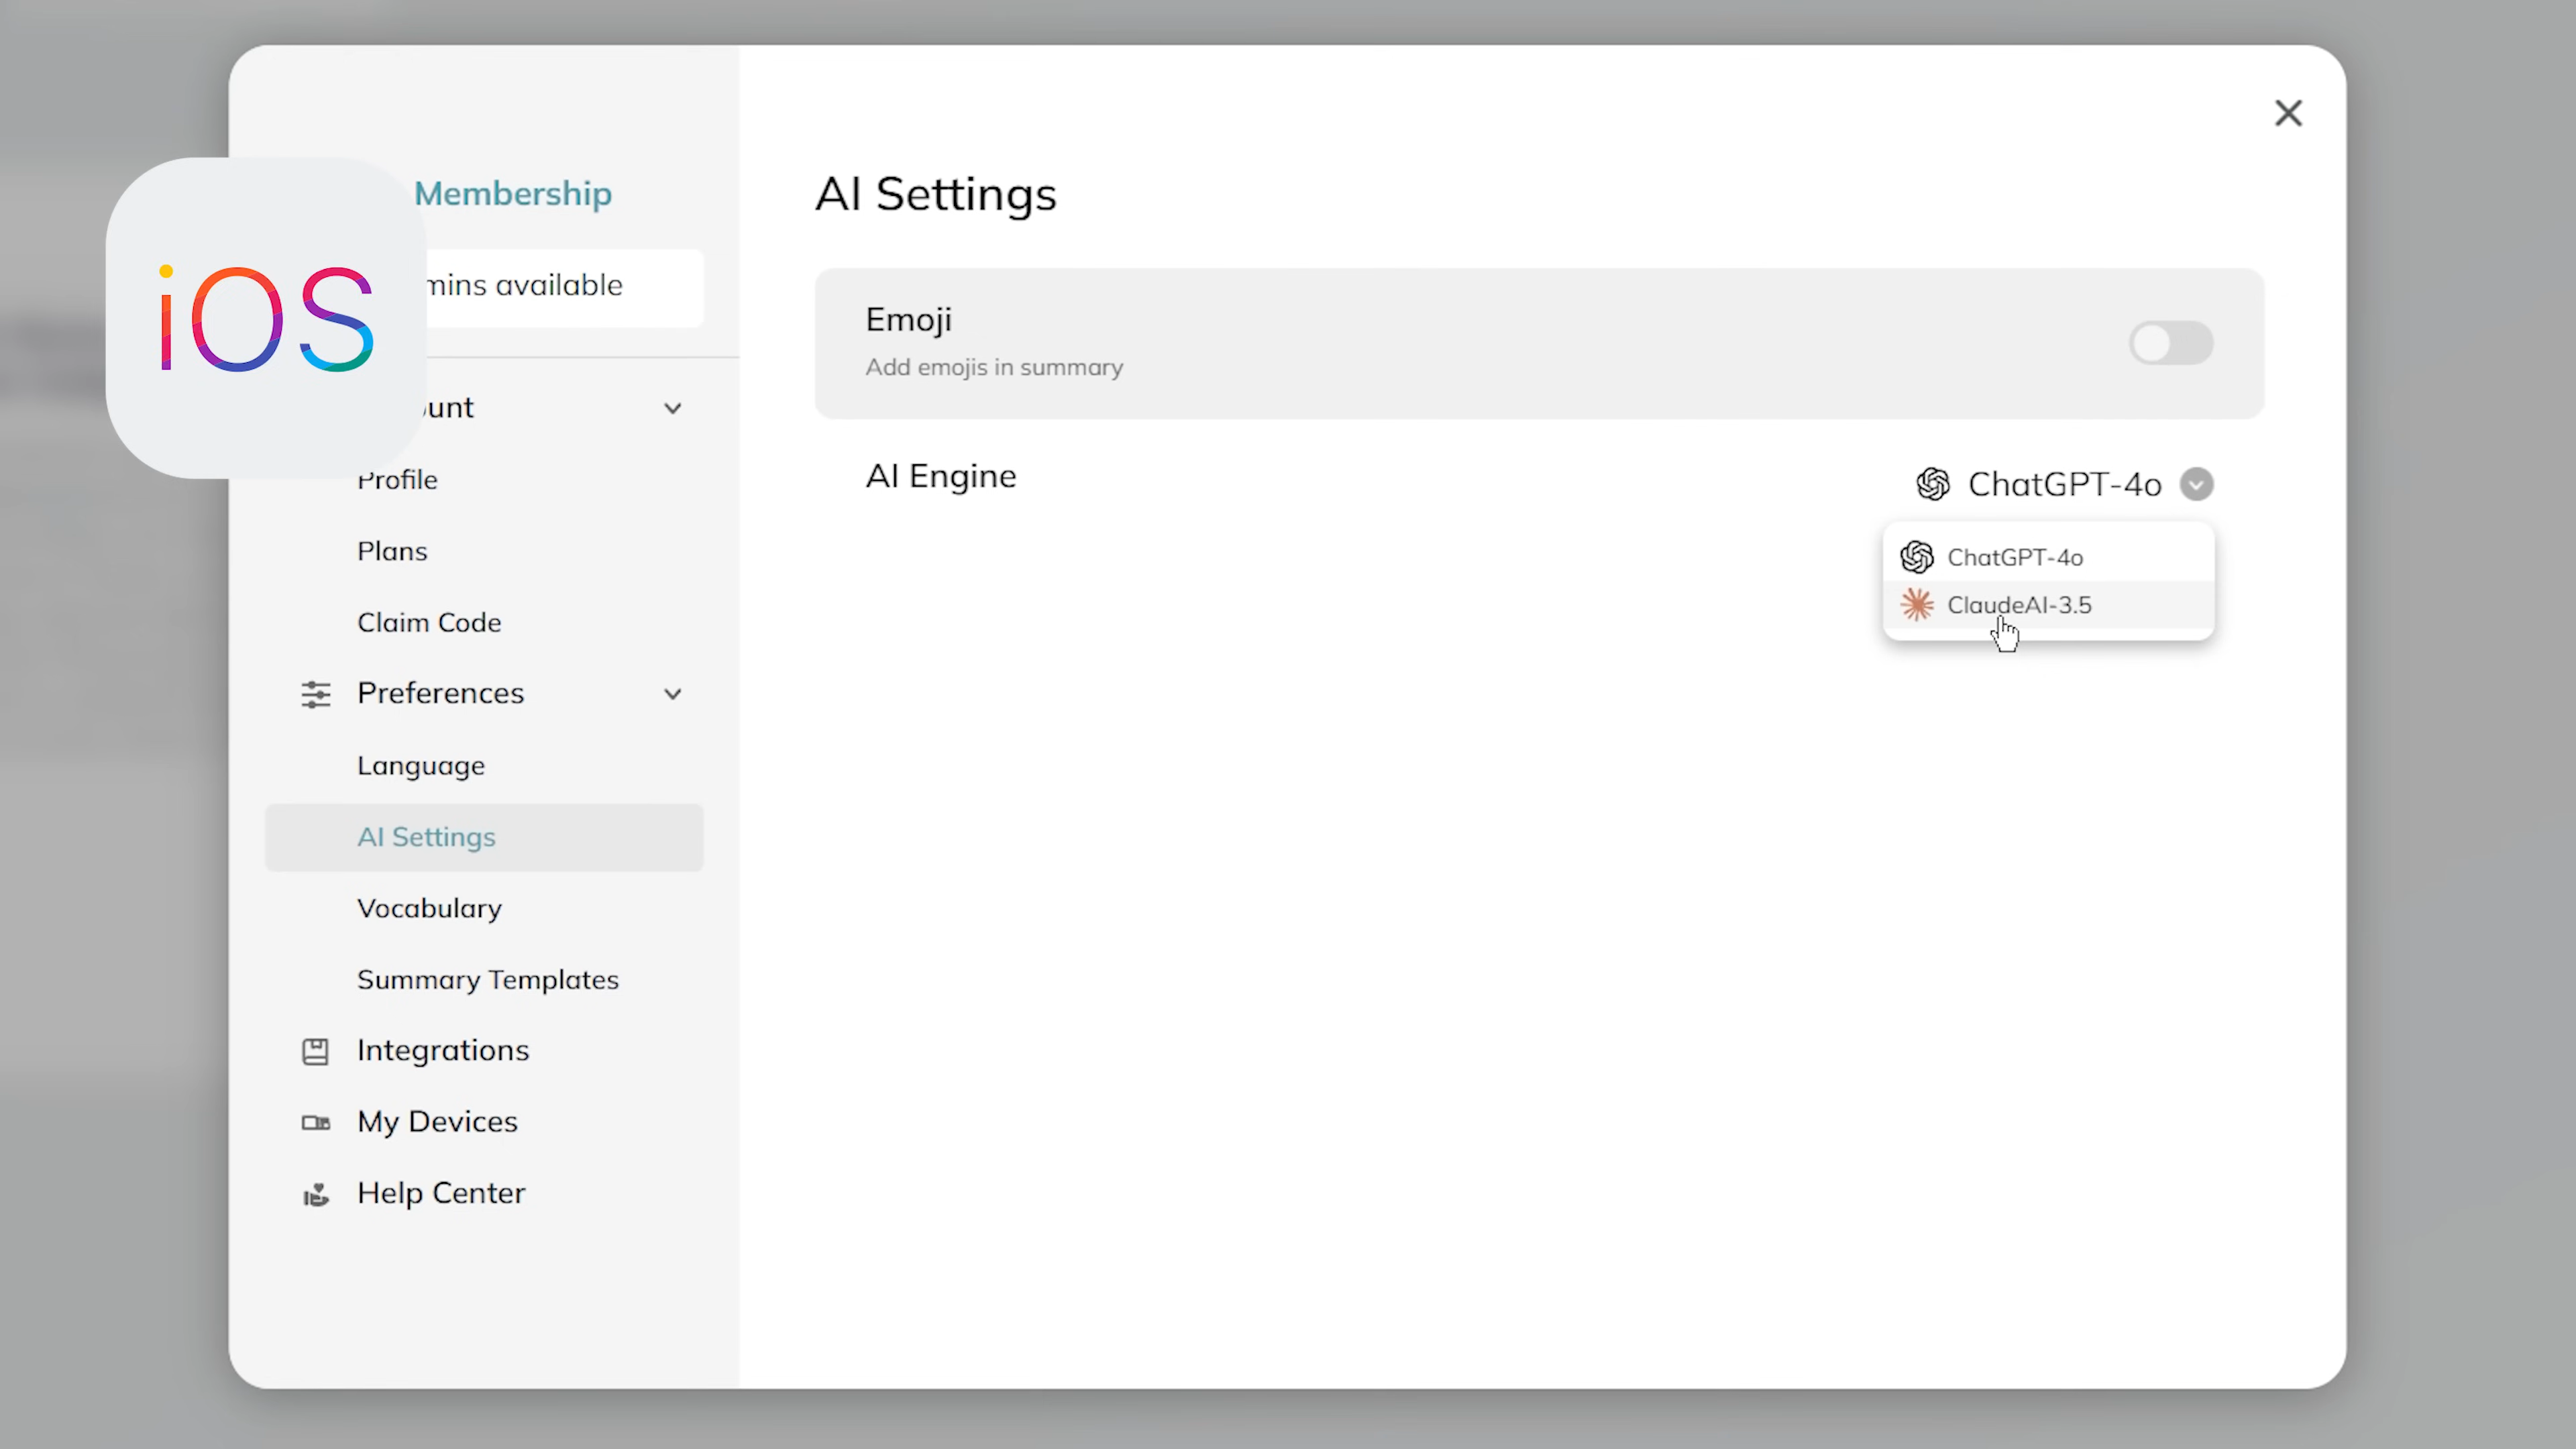 iOS
Membership
mins available
Profile
Plans
Claim Code
Preferences
Language
AI Settings
Vocabulary
Summary Templates
Integrations
My Devices
Help Center
AI Settings
Emoji
Add emojis in summary
AI Engine
ChatGPT-4o
ChatGPT-4o
ClaudeAI-3.5